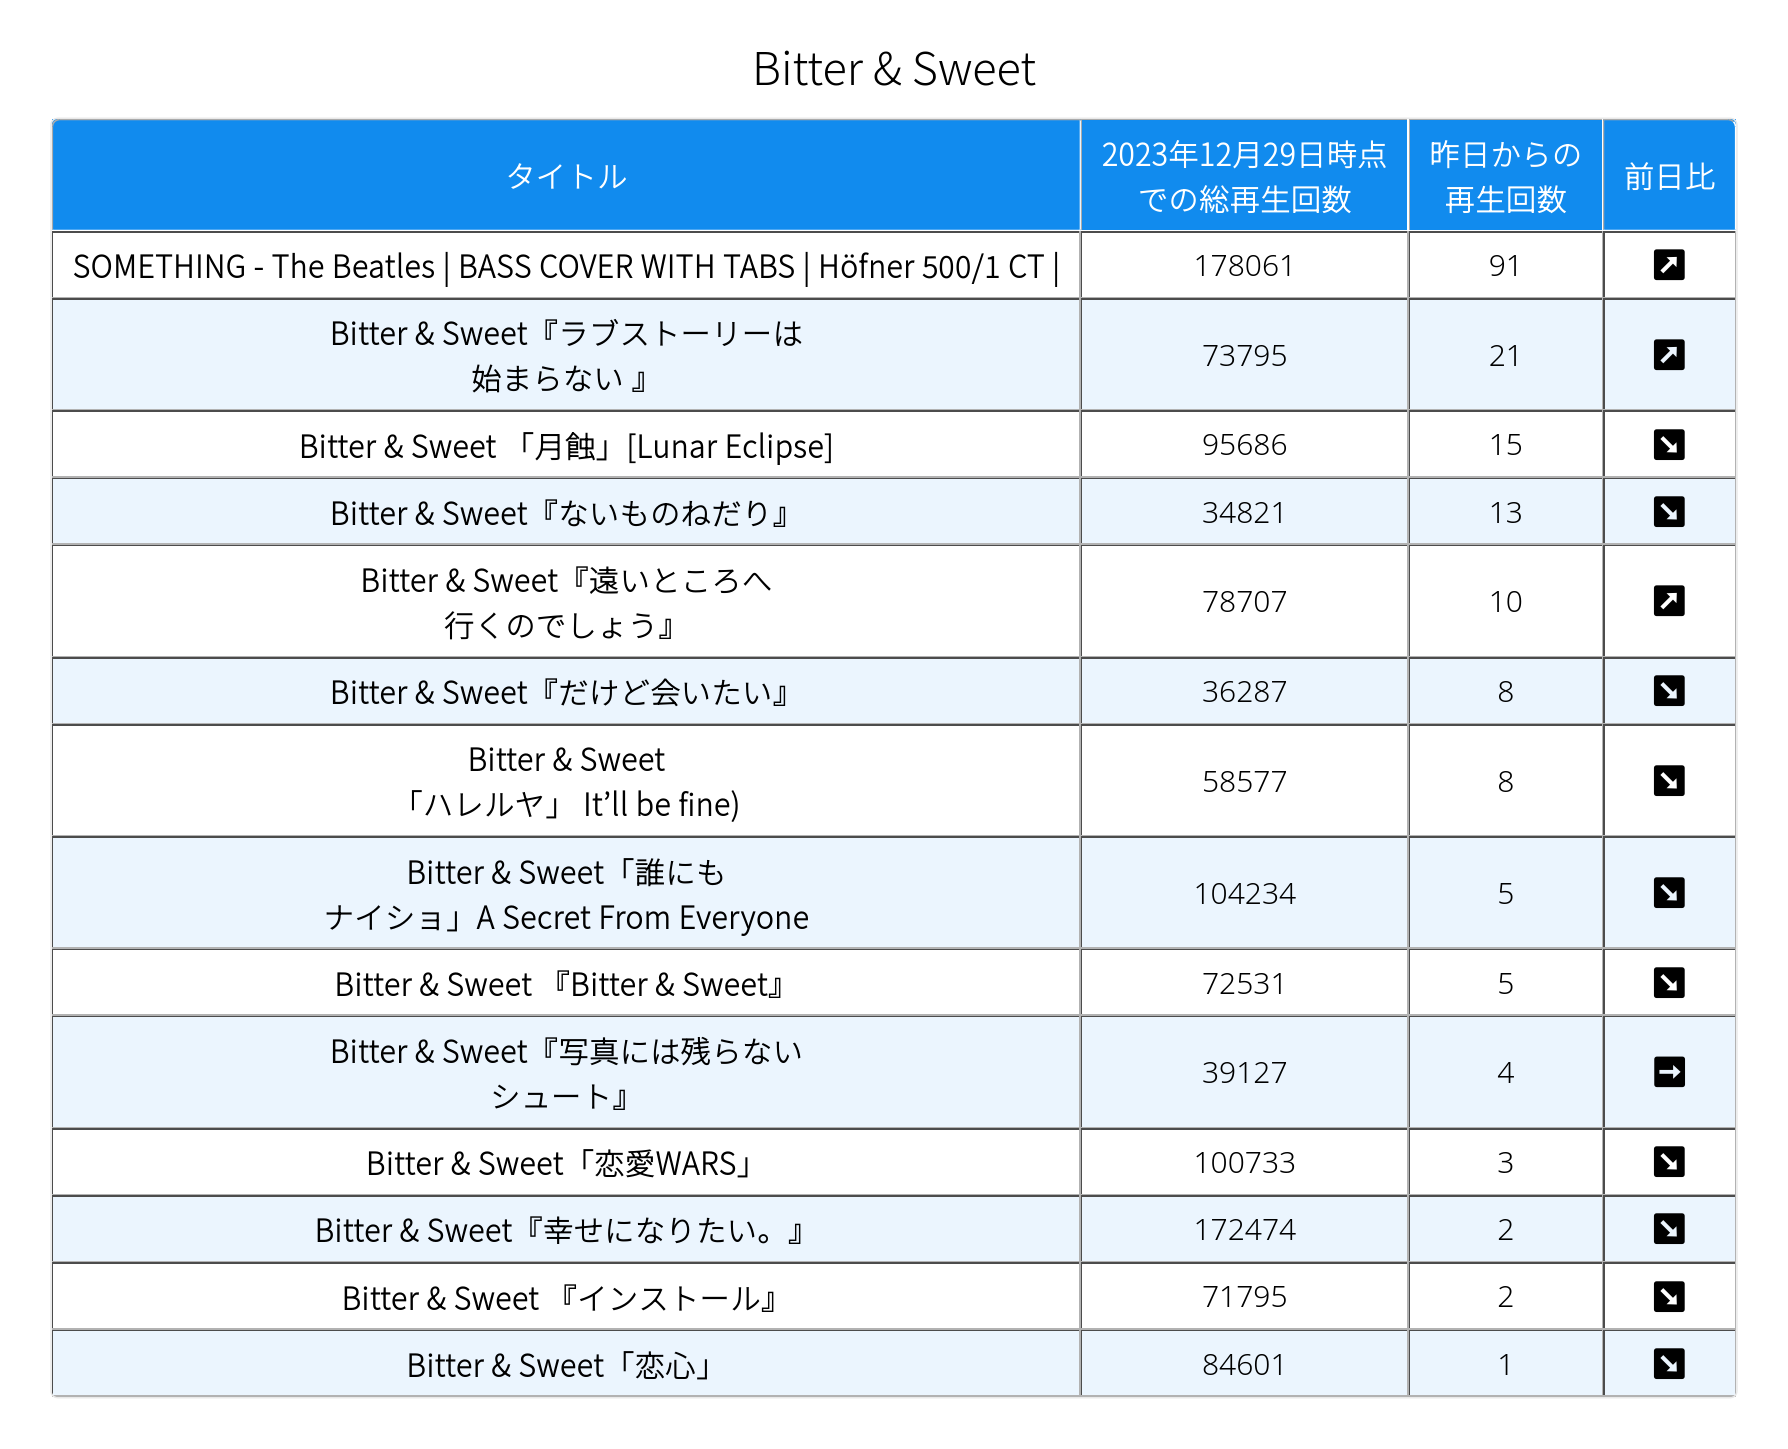 Bitter & Sweet
タイトル
2023年12月29日時点
での総再生回数
昨日からの
再生回数
前日比
SOMETHING - The Beatles | BASS COVER WITH TABS | Höfner 500/1 CT |
178061
91
Bitter & Sweet『ラブストーリーは
始まらない 』
73795
21
Bitter & Sweet 「月蝕」[Lunar Eclipse]
95686
15
Bitter & Sweet『ないものねだり』
34821
13
Bitter & Sweet『遠いところへ
行くのでしょう』
78707
10
Bitter & Sweet『だけど会いたい』
36287
8
Bitter & Sweet
「ハレルヤ」 It’ll be fine)
58577
8
Bitter & Sweet「誰にも
ナイショ」A Secret From Everyone
104234
5
Bitter & Sweet 『Bitter & Sweet』
72531
5
Bitter & Sweet『写真には残らない
シュート』
39127
4
Bitter & Sweet「恋愛WARS」
100733
3
Bitter & Sweet『幸せになりたい。』
172474
2
Bitter & Sweet 『インストール』
71795
2
Bitter & Sweet「恋心」
84601
1